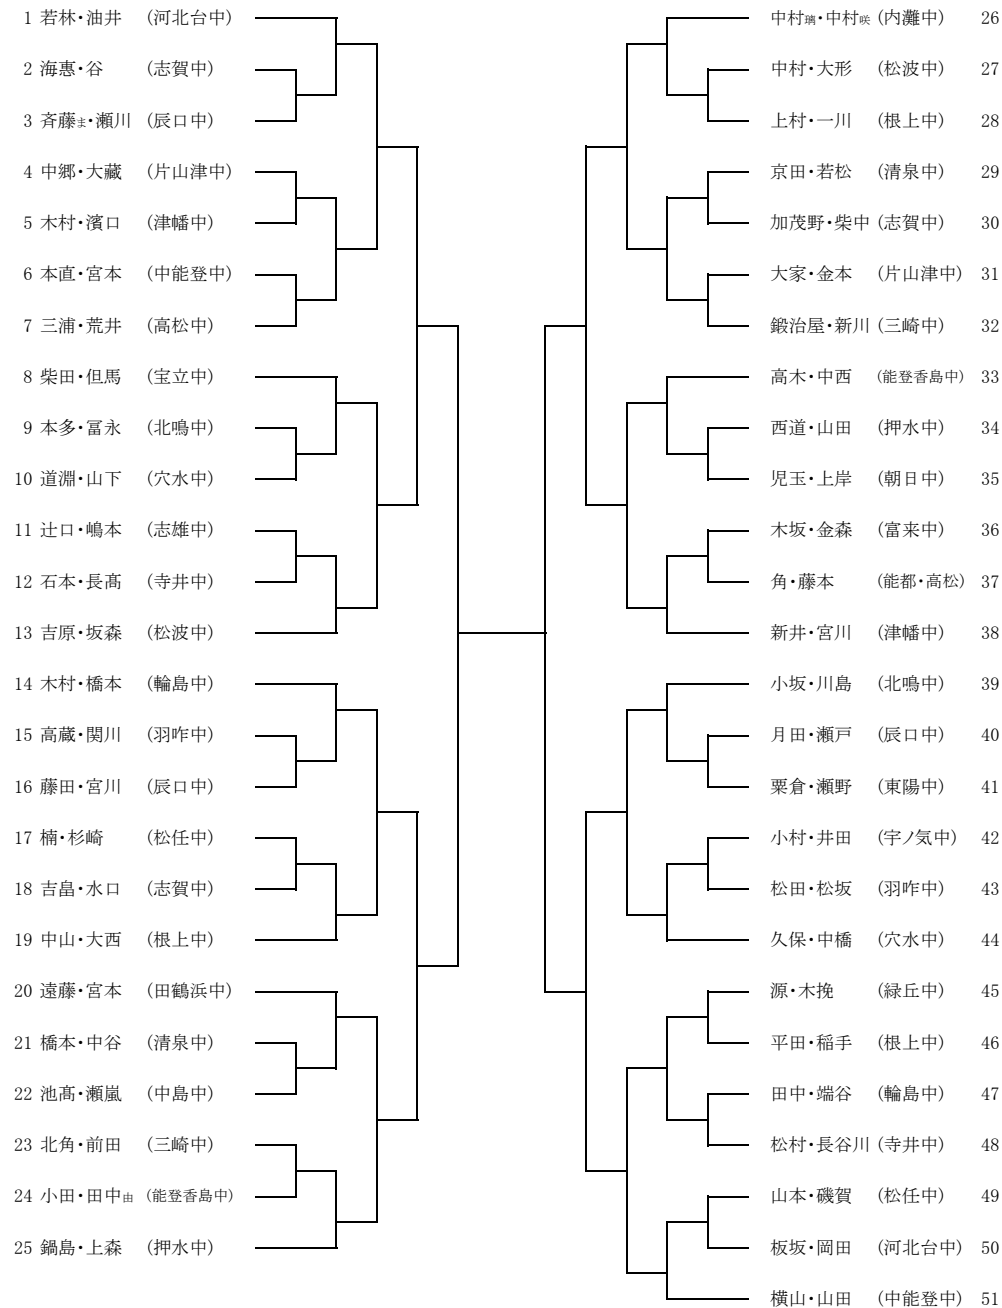 1 若林・油井 (河北台中)
2 海惠・谷 (志賀中)
3 斉藤ま・瀬川 (辰口中)
4 中郷・大藏 (片山津中)
5 木村・濱口 (津幡中)
6 本直・宮本 (中能登中)
7 三浦・荒井 (高松中)
8 柴田・但馬 (宝立中)
9 本多・冨永 (北鳴中)
10 道淵・山下 (穴水中)
11 辻口・嶋本 (志雄中)
12 石本・長髙 (寺井中)
13 吉原・坂森 (松波中)
14 木村・橋本 (輪島中)
15 高蔵・関川 (羽咋中)
16 藤田・宮川 (辰口中)
17 楠・杉崎 (松任中)
18 吉畠・水口 (志賀中)
19 中山・大西 (根上中)
20 遠藤・宮本 (田鶴浜中)
21 橋本・中谷 (清泉中)
22 池髙・瀬嵐 (中島中)
23 北角・前田 (三崎中)
24 小田・田中由 (能登香島中)
25 鍋島・上森 (押水中)
中村璃・中村咲 (内灘中) 26
中村・大形 (松波中) 27
上村・一川 (根上中) 28
京田・若松 (清泉中) 29
加茂野・柴中 (志賀中) 30
大家・金本 (片山津中) 31
鍛治屋・新川 (三崎中) 32
高木・中西 (能登香島中) 33
西道・山田 (押水中) 34
児玉・上岸 (朝日中) 35
木坂・金森 (富来中) 36
角・藤本 (能都・高松) 37
新井・宮川 (津幡中) 38
小坂・川島 (北鳴中) 39
月田・瀬戸 (辰口中) 40
粟倉・瀬野 (東陽中) 41
小村・井田 (宇ノ気中) 42
松田・松坂 (羽咋中) 43
久保・中橋 (穴水中) 44
源・木挽 (緑丘中) 45
平田・稲手 (根上中) 46
田中・端谷 (輪島中) 47
松村・長谷川 (寺井中) 48
山本・磯賀 (松任中) 49
板坂・岡田 (河北台中) 50
横山・山田 (中能登中) 51